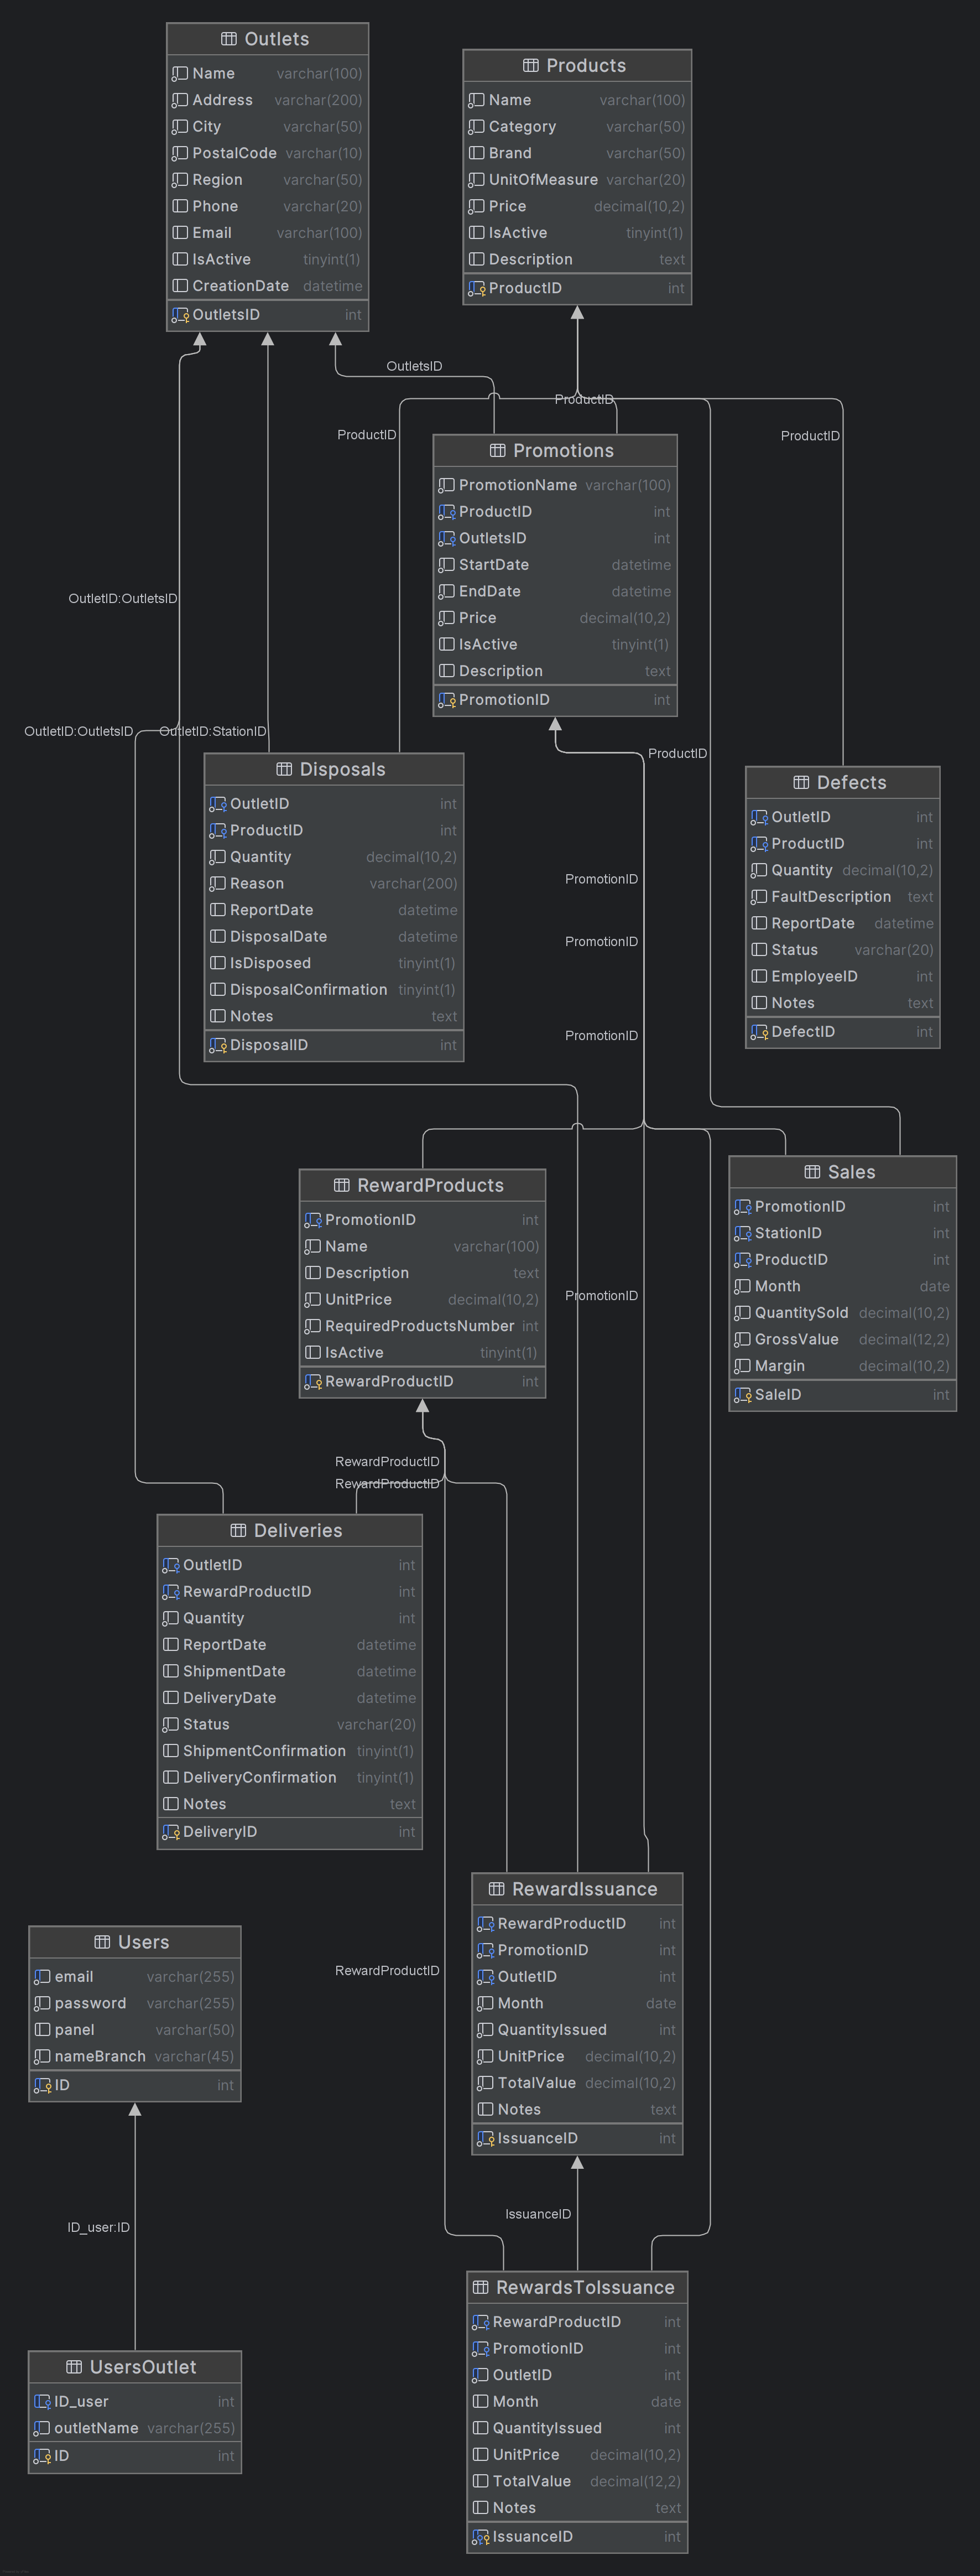 Outlets
Name varchar(100)
Address varchar(200)
City varchar(50)
PostalCode varchar(10)
Region varchar(50)
Phone varchar(20)
Email varchar(100)
IsActive tinyint(1)
CreationDate datetime
OutletsID int
Products
Name varchar(100)
Category varchar(50)
Brand varchar(50)
UnitOfMeasure varchar(20)
Price decimal(10,2)
IsActive tinyint(1)
Description text
ProductID int
OutletsID
ProductID
ProductID
ProductID
Promotions
PromotionName varchar(100)
ProductID int
OutletsID int
StartDate datetime
EndDate datetime
Price decimal(10,2)
IsActive tinyint(1)
Description text
PromotionID int
OutletID:OutletsID
OutletID:OutletsID
OutletID:StationID
ProductID
Disposals
OutletID int
ProductID int
Quantity decimal(10,2)
Reason varchar(200)
ReportDate datetime
DisposalDate datetime
IsDisposed tinyint(1)
DisposalConfirmation tinyint(1)
Notes text
DisposalID int
Defects
OutletID int
ProductID int
Quantity decimal(10,2)
FaultDescription text
ReportDate datetime
Status varchar(20)
EmployeeID int
Notes text
DefectID int
PromotionID
PromotionID
PromotionID
RewardProducts
PromotionID int
Name varchar(100)
Description text
UnitPrice decimal(10,2)
RequiredProductsNumber int
IsActive tinyint(1)
RewardProductID int
PromotionID
Sales
PromotionID int
StationID int
ProductID int
Month date
QuantitySold decimal(10,2)
GrossValue decimal(12,2)
Margin decimal(10,2)
SaleID int
RewardProductID
RewardProductID
Deliveries
OutletID int
RewardProductID int
Quantity int
ReportDate datetime
ShipmentDate datetime
DeliveryDate datetime
Status varchar(20)
ShipmentConfirmation tinyint(1)
DeliveryConfirmation tinyint(1)
Notes text
DeliveryID int
RewardIssuance
RewardProductID int
PromotionID int
OutletID int
Month date
QuantityIssued int
UnitPrice decimal(10,2)
TotalValue decimal(10,2)
Notes text
IssuanceID int
RewardProductID
Users
email varchar(255)
password varchar(255)
panel varchar(50)
nameBranch varchar(45)
ID int
ID_user:ID
IssuanceID
UsersOutlet
ID_user int
outletName varchar(255)
ID int
RewardsToIssuance
RewardProductID int
PromotionID int
OutletID int
Month date
QuantityIssued int
UnitPrice decimal(10,2)
TotalValue decimal(12,2)
Notes text
IssuanceID int